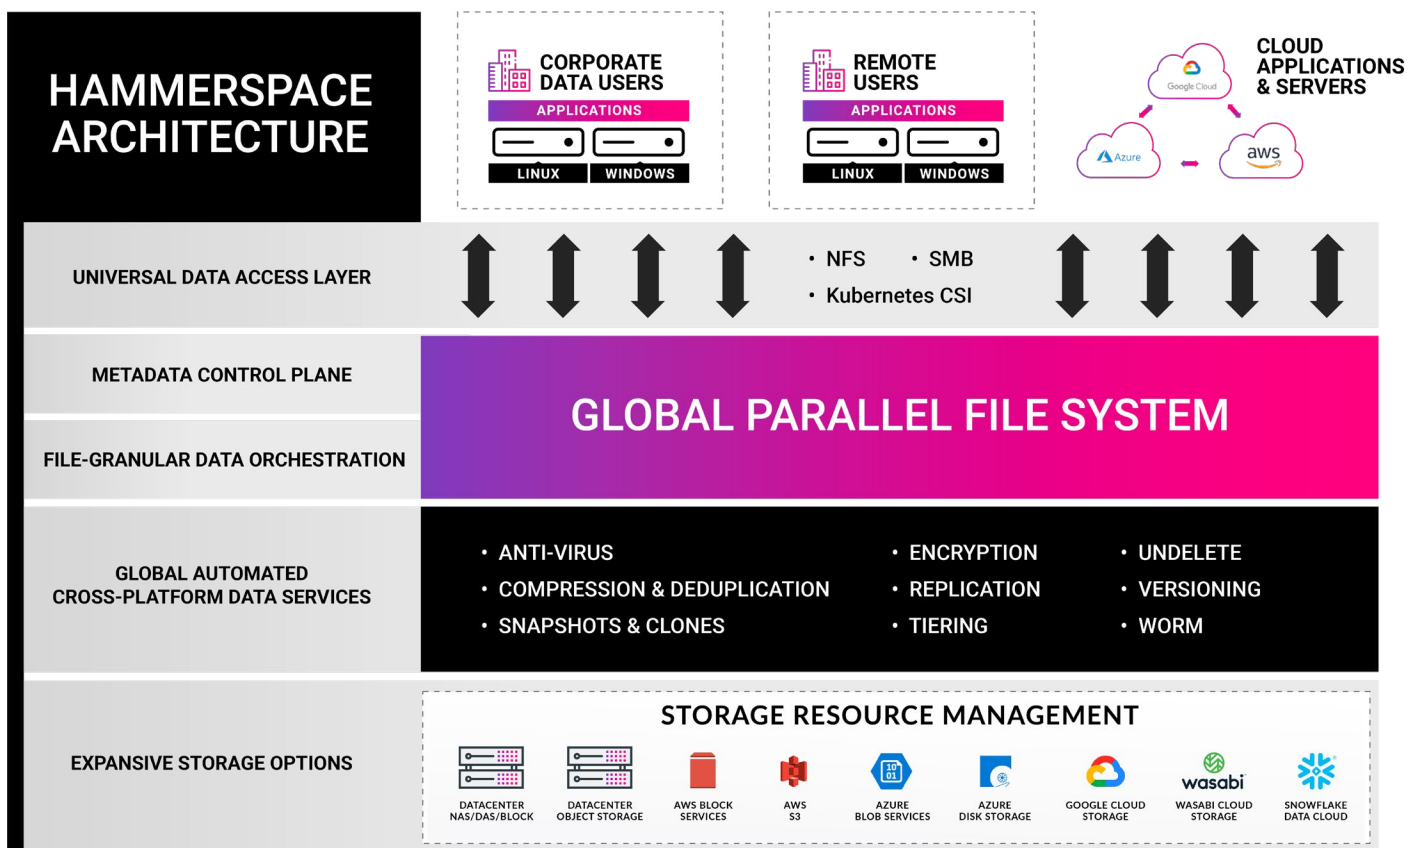 HAMMERSPACE
ARCHITECTURE
CORPORATE
DATA USERS
APPLICATIONS
LINUX
WINDOWS
REMOTE
USERS
APPLICATIONS
LINUX
WINDOWS
CLOUD
APPLICATIONS
& SERVERS
Google Cloud
Azure
aws
UNIVERSAL DATA ACCESS LAYER
• NFS
• SMB
• Kubernetes CSI
METADATA CONTROL PLANE
FILE-GRANULAR DATA ORCHESTRATION
GLOBAL PARALLEL FILE SYSTEM
GLOBAL AUTOMATED
CROSS-PLATFORM DATA SERVICES
• ANTI-VIRUS
• COMPRESSION & DEDUPLICATION
• SNAPSHOTS & CLONES
• ENCRYPTION
• REPLICATION
• TIERING
• UNDELETE
• VERSIONING
• WORM
EXPANSIVE STORAGE OPTIONS
STORAGE RESOURCE MANAGEMENT
DATACENTER
NAS/DAS/BLOCK
DATACENTER
OBJECT STORAGE
AWS BLOCK
SERVICES
AWS
S3
10
01
AZURE
BLOB SERVICES
AZURE
DISK STORAGE
GOOGLE CLOUD
STORAGE
wasabi
WASABI CLOUD
STORAGE
SNOWFLAKE
DATA CLOUD